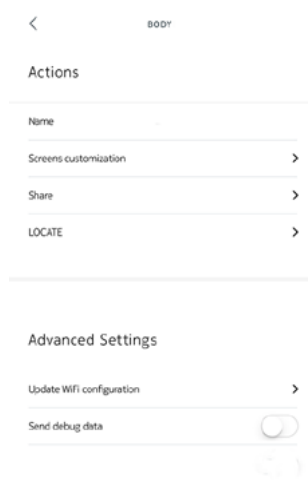 BODY
Actions
Name
Screens customization
Share
LOCATE
Advanced Settings
Update WiFi configuration
Send debug data